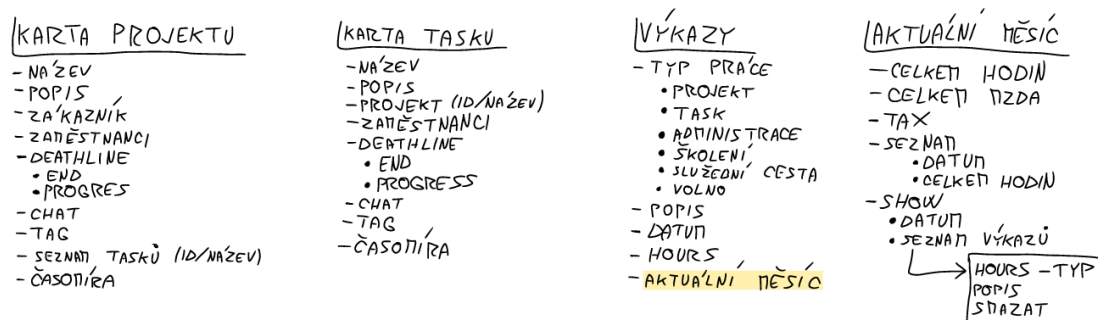 KARTA PROJEKTU
- NÁZEV
- POPIS
- ZÁKAZNÍK
- ZAMĚSTNANCI
- DEATHLINE
• END
• PROGRES
- CHAT
- TAG
- SEZNAM TASKŮ (ID/NÁZEV)
- ČASOMÍRA
KARTA TASKU
- NÁZEV
- POPIS
- PROJEKT (ID/NÁZEV)
- ZAMĚSTNANCI
- DEATHLINE
• END
• PROGRESS
- CHAT
- TAG
- ČASOMÍRA
VÝKAZY
- TYP PRÁCE
• PROJEKT
• TASK
• ADMINISTRACE
• ŠKOLENÍ
• SLUŽEBNÍ CESTA
• VOLNO
- POPIS
- DATUM
- HOURS
- AKTUÁLNÍ MĚSÍC
AKTUÁLNÍ MĚSÍC
- CELKEM HODIN
- CELKEM MZDA
- TAX
- SEZNAM
• DATUM
• CELKEM HODIN
- SHOW
• DATUM
• SEZNAM VÝKAZŮ
HOURS - TYP
POPIS
SMAZAT